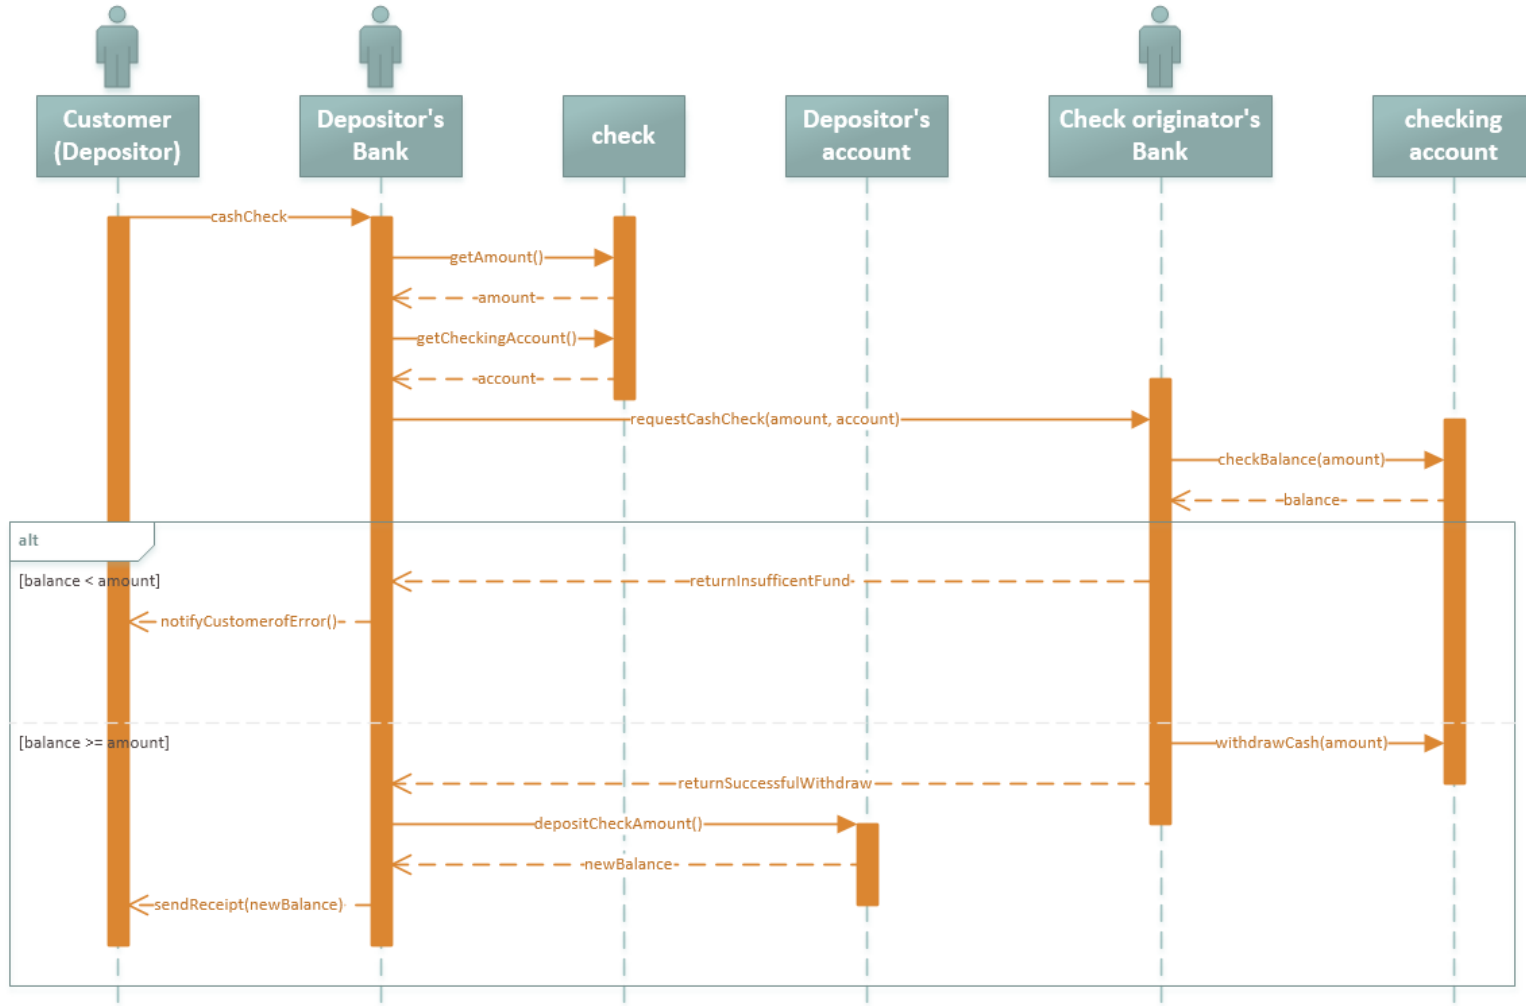 Customer
(Depositor)
Depositor's
Bank
check
Depositor's
account
Check originator's
Bank
checking
account
cashCheck
getAmount()
amount
getCheckingAccount()
account
requestCashCheck(amount, account)
checkBalance(amount)
balance
alt
[balance < amount]
returnInsufficentFund
notifyCustomerofError()
[balance >= amount]
withdrawCash(amount)
returnSuccessfulWithdraw
depositCheckAmount()
newBalance
sendReceipt(newBalance)